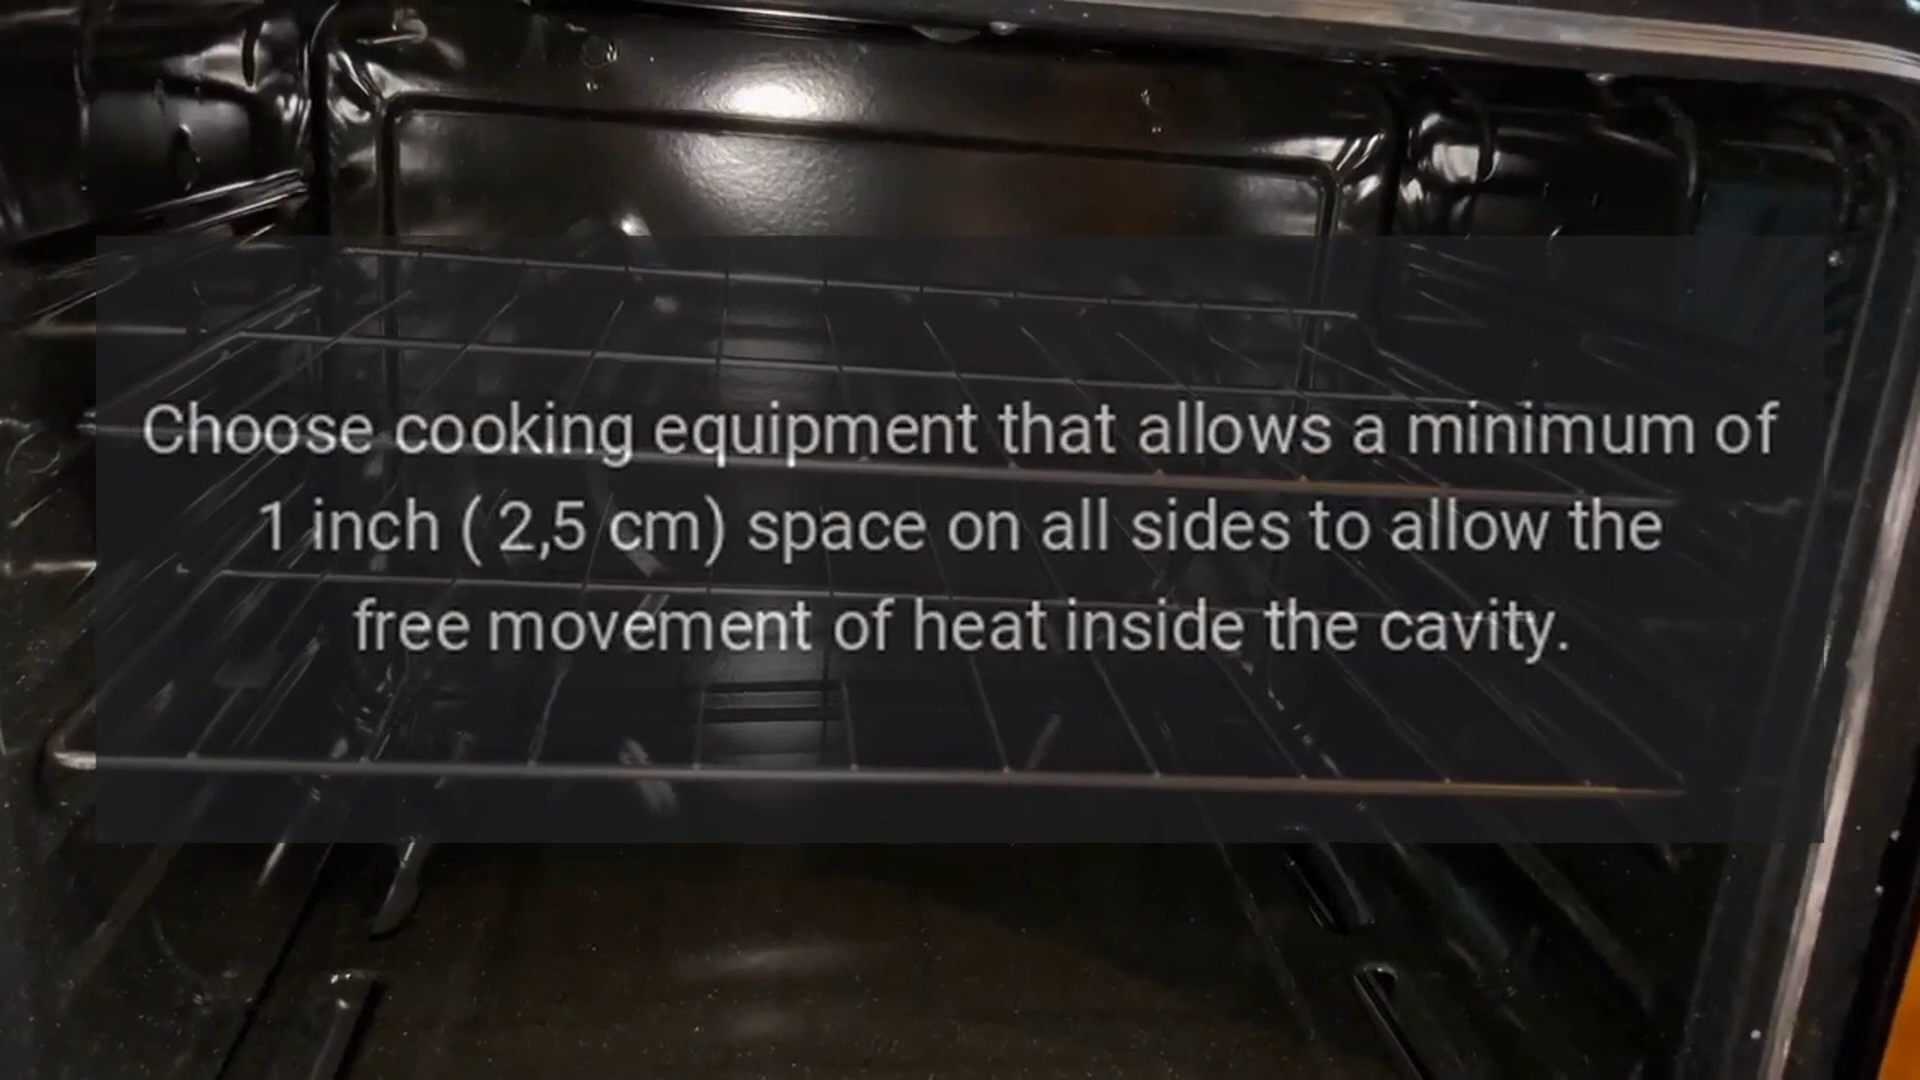 Choose cooking equipment that allows a minimum of
1 inch ( 2,5 cm) space on all sides to allow the
free movement of heat inside the cavity.